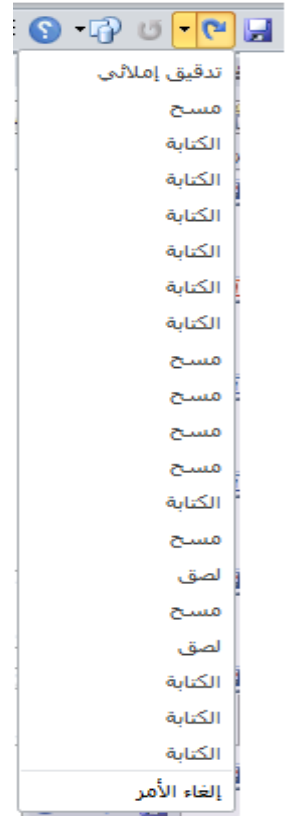 تدقيق إملائي
مسح
الكتابة
الكتابة
الكتابة
الكتابة
الكتابة
الكتابة
مسح
مسح
مسح
مسح
الكتابة
مسح
لصق
مسح
لصق
الكتابة
الكتابة
الكتابة
إلغاء الأمر